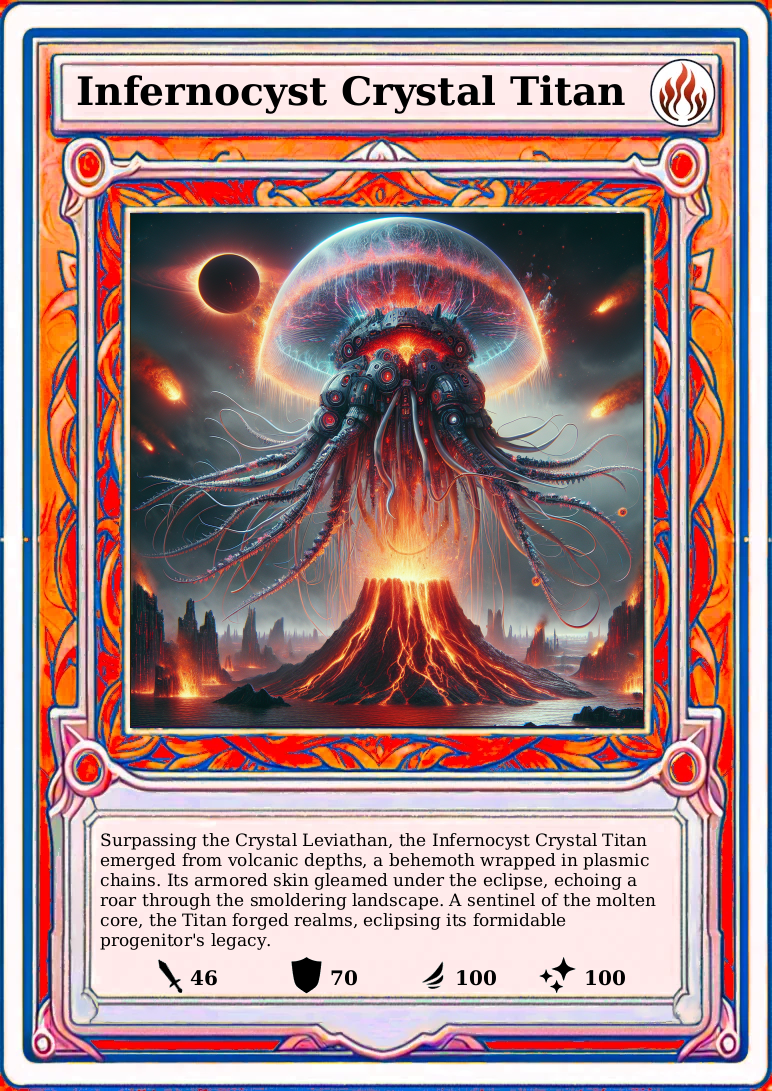 Infernocyst Crystal Titan
Surpassing the Crystal Leviathan, the Infernocyst Crystal Titan
emerged from volcanic depths, a behemoth wrapped in plasmic
chains. Its armored skin gleamed under the eclipse, echoing a
roar through the smoldering landscape. A sentinel of the molten
core, the Titan forged realms, eclipsing its formidable
progenitor's legacy.
46 70 100 100